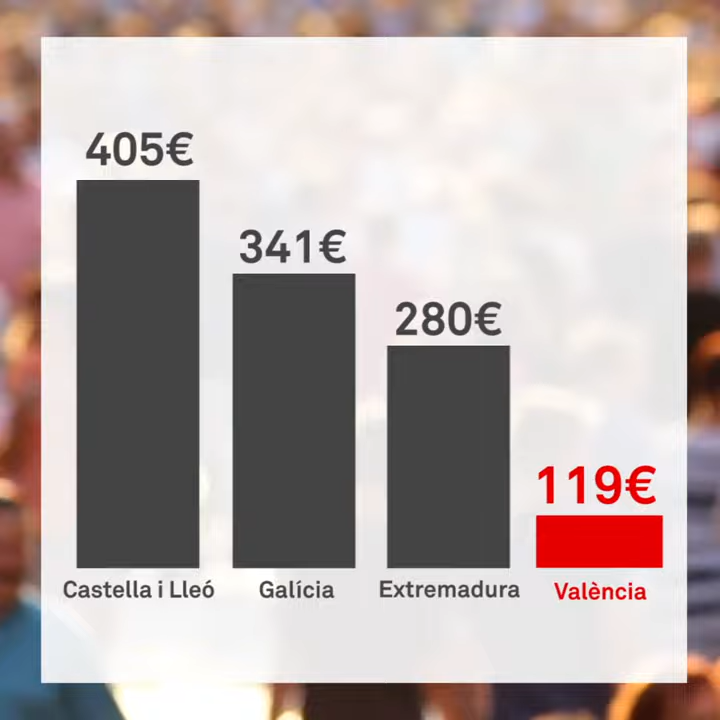 405€
341€
280€
119€
Castella i Lleó
Galícia
Extremadura
València